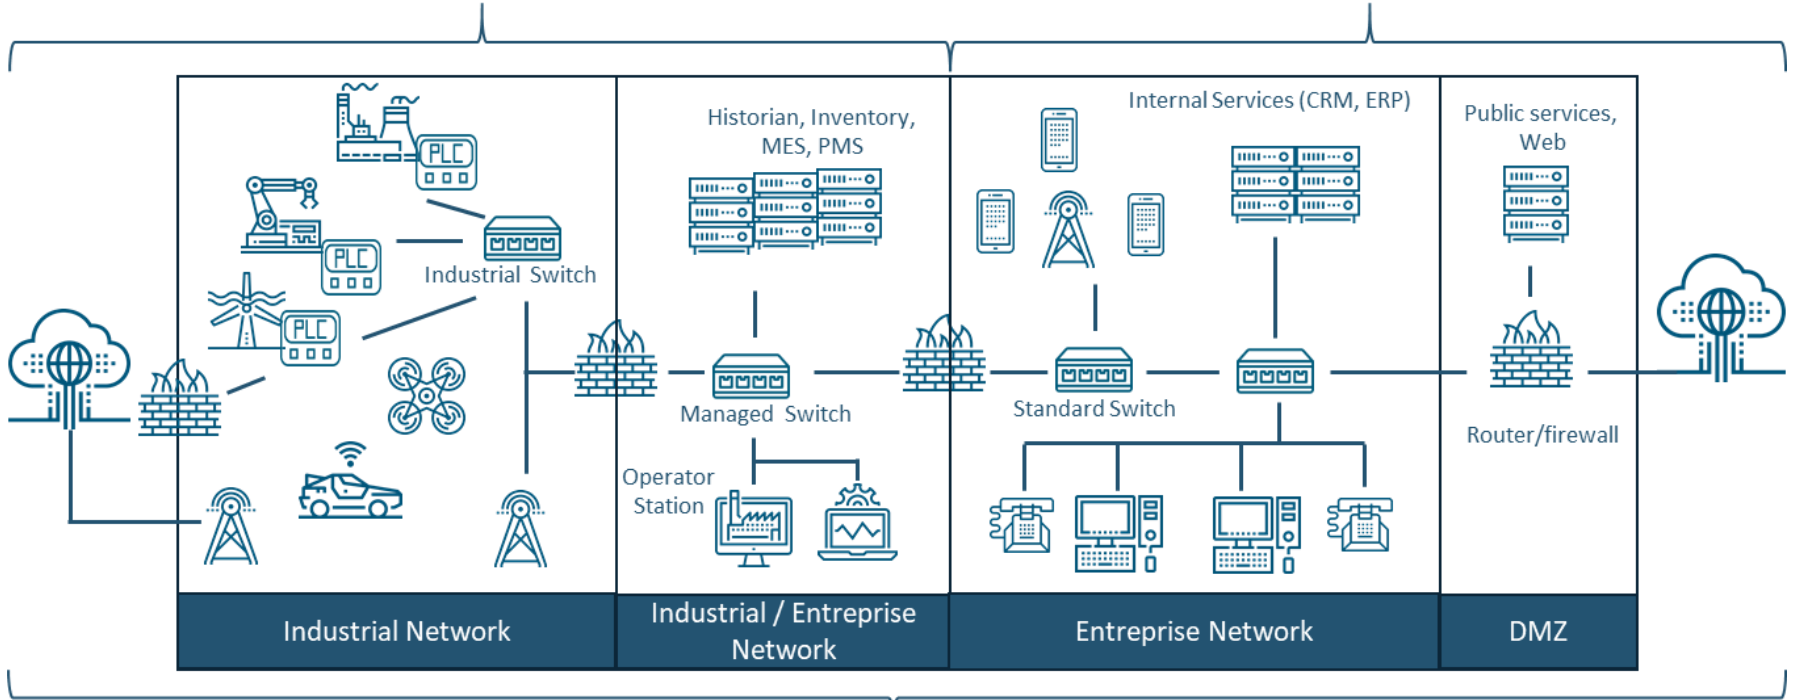 PLC
PLC
Industrial Switch
PLC
Industrial Network
Historian, Inventory,
MES, PMS
Managed Switch
Operator
Station
Industrial / Entreprise
Network
Internal Services (CRM, ERP)
Standard Switch
Entreprise Network
Public services,
Web
Router/firewall
DMZ